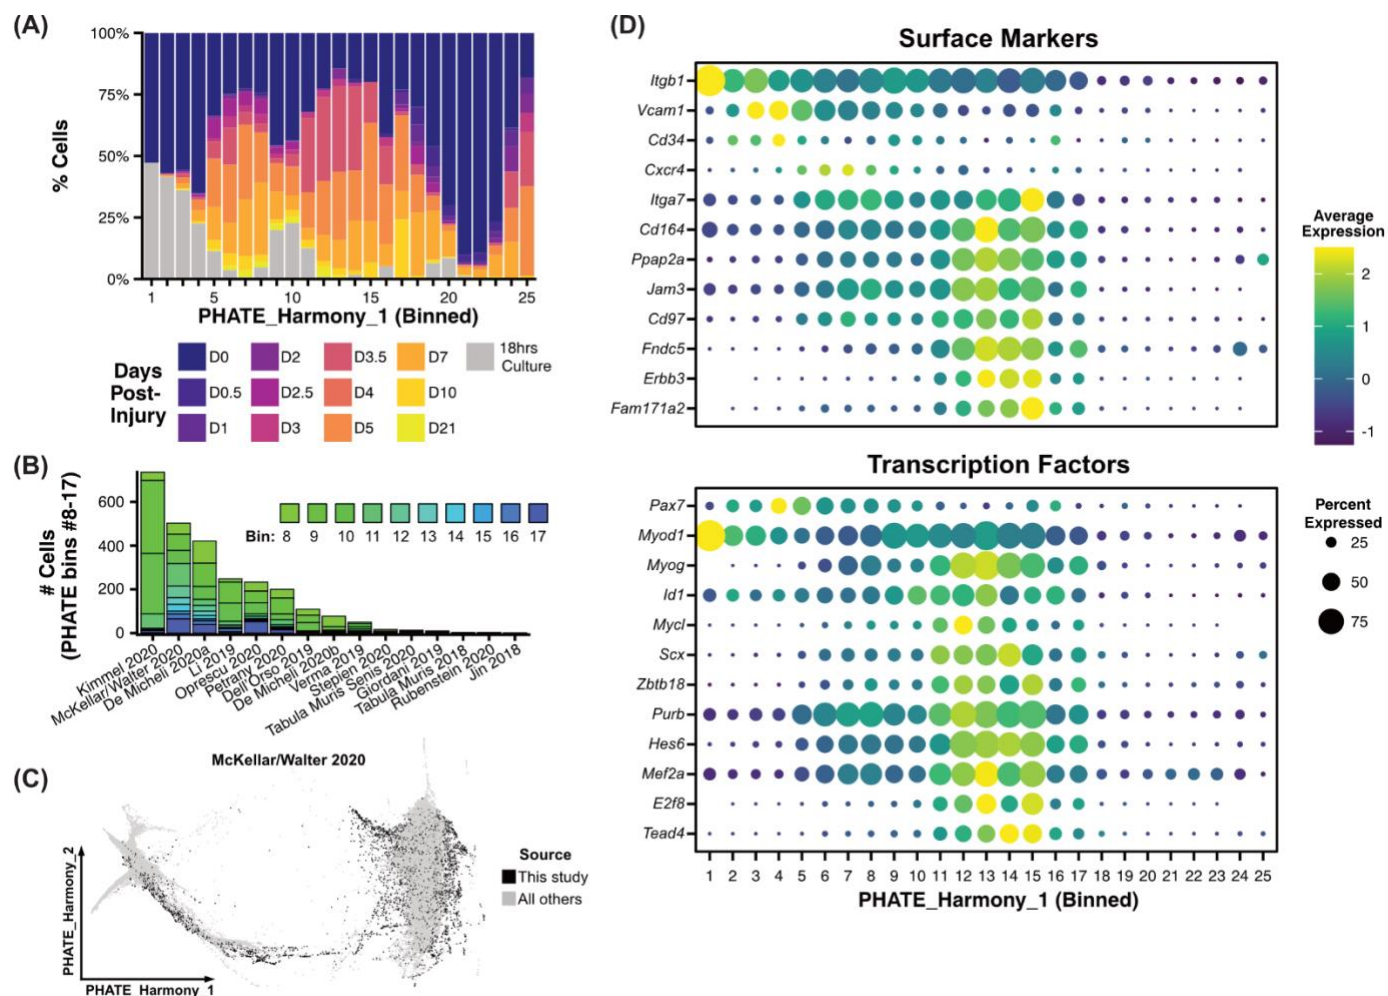 (A)
100%
75%
50%
25%
0%
% Cells
1 5 10 15 20 25
PHATE_Harmony_1 (Binned)
Days
Post-
Injury
D0 D2 D3.5 D7 18hrs
Culture
D0.5 D2.5 D4 D10
D1 D3 D5 D21
(B)
# Cells
(PHATE bins #8-17)
600
400
200
0
Bin: 8 9 10 11 12 13 14 15 16 17
Kimmel 2020
McKellar/Walter 2020
De Micheli 2020a
Li 2019
Oprescu 2020
Petrany 2020
Dell'Orso 2019
De Micheli 2020b
Verma 2019
Stepien 2020
Tabula Muris Senis 2020
Giordani 2019
Tabula Muris 2018
Rubenstein 2020
Jin 2018
(C)
McKellar/Walter 2020
PHATE_Harmony_2
PHATE_Harmony_1
Source
This study
All others
(D)
Surface Markers
Itgb1
Vcam1
Cd34
Cxcr4
Itga7
Cd164
Ppap2a
Jam3
Cd97
Fndc5
Erbb3
Fam171a2
Transcription Factors
Pax7
Myod1
Myog
Id1
Mycl
Scx
Zbtb18
Purb
Hes6
Mef2a
E2f8
Tead4
1 2 3 4 5 6 7 8 9 10 11 12 13 14 15 16 17 18 19 20 21 22 23 24 25
PHATE_Harmony_1 (Binned)
Average
Expression
2
1
0
-1
Percent
Expressed
25
50
75